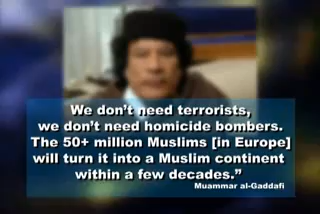 We don't need terrorists,
we don't need homicide bombers.
The 50+ million Muslims [in Europe]
will turn it into a Muslim continent
within a few decades.”
Muammar al-Gaddafi